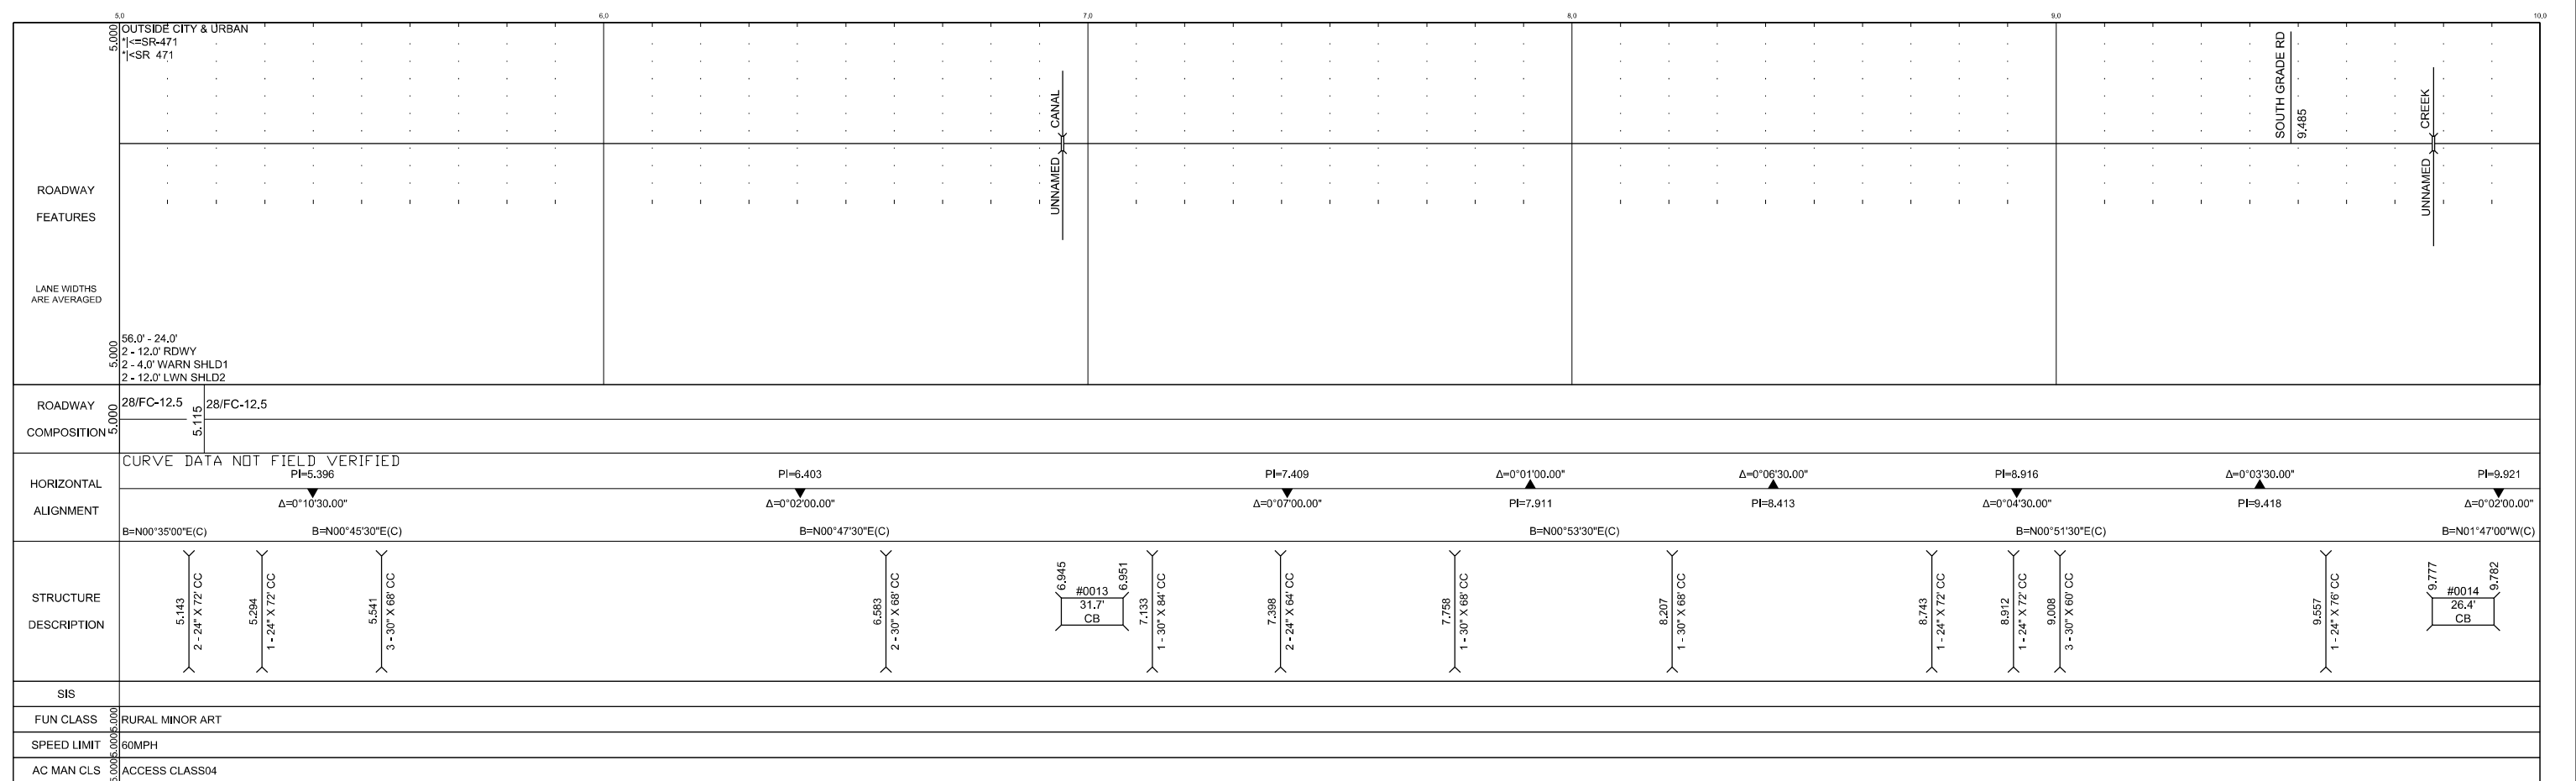 5.0 6.0 7.0 8.0 9.0 10.0
5.000
OUTSIDE CITY & URBAN
*|<=SR-471
*|<SR 471
UNNAMED CANAL
SOUTH GRADE RD
9.485
UNNAMED CREEK
ROADWAY
FEATURES
LANE WIDTHS
ARE AVERAGED
5.000
56.0' - 24.0'
2 - 12.0' RDWY
2 - 4.0' WARN SHLD1
2 - 12.0' LWN SHLD2
ROADWAY
COMPOSITION
5.000
28/FC-12.5
5.115
28/FC-12.5
HORIZONTAL
ALIGNMENT
CURVE DATA NOT FIELD VERIFIED
PI=5.396 PI=6.403 PI=7.409 Δ=0°01'00.00" Δ=0°06'30.00" PI=8.916 Δ=0°03'30.00" PI=9.921
Δ=0°10'30.00" Δ=0°02'00.00" Δ=0°07'00.00" PI=7.911 PI=8.413 Δ=0°04'30.00" PI=9.418 Δ=0°02'00.00"
B=N00°35'00"E(C) B=N00°45'30"E(C) B=N00°47'30"E(C) B=N00°53'30"E(C) B=N00°51'30"E(C) B=N01°47'00"W(C)
STRUCTURE
DESCRIPTION
5.143
2 - 24" X 72' CC
5.294
1 - 24" X 72' CC
5.541
3 - 30" X 68' CC
6.583
2 - 30" X 68' CC
6.945
#0013
31.7'
CB
6.951
7.133
1 - 30" X 84' CC
7.398
2 - 24" X 64' CC
7.758
1 - 30" X 68' CC
8.207
1 - 30" X 68' CC
8.743
1 - 24" X 72' CC
8.912
1 - 24" X 72' CC
9.008
3 - 30" X 60' CC
9.557
1 - 24" X 76' CC
9.777
#0014
26.4'
CB
9.782
SIS
FUN CLASS
5.000
RURAL MINOR ART
SPEED LIMIT
5.000
60MPH
AC MAN CLS
5.000
ACCESS CLASS04